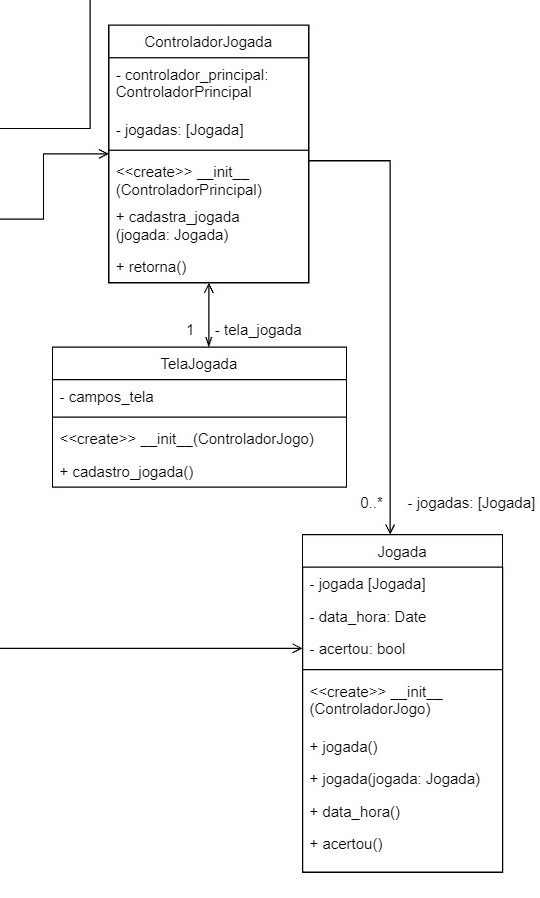 ControladorJogada
- controlador_principal:
ControladorPrincipal
- jogadas: [Jogada]
<<create>> __init__
(ControladorPrincipal)
+ cadastra_jogada
(jogada: Jogada)
+ retorna()
1
- tela_jogada
TelaJogada
- campos_tela
<<create>> __init__(ControladorJogo)
+ cadastro_jogada()
0..*
- jogadas: [Jogada]
Jogada
- jogada [Jogada]
- data_hora: Date
- acertou: bool
<<create>> __init__
(ControladorJogo)
+ jogada()
+ jogada(jogada: Jogada)
+ data_hora()
+ acertou()